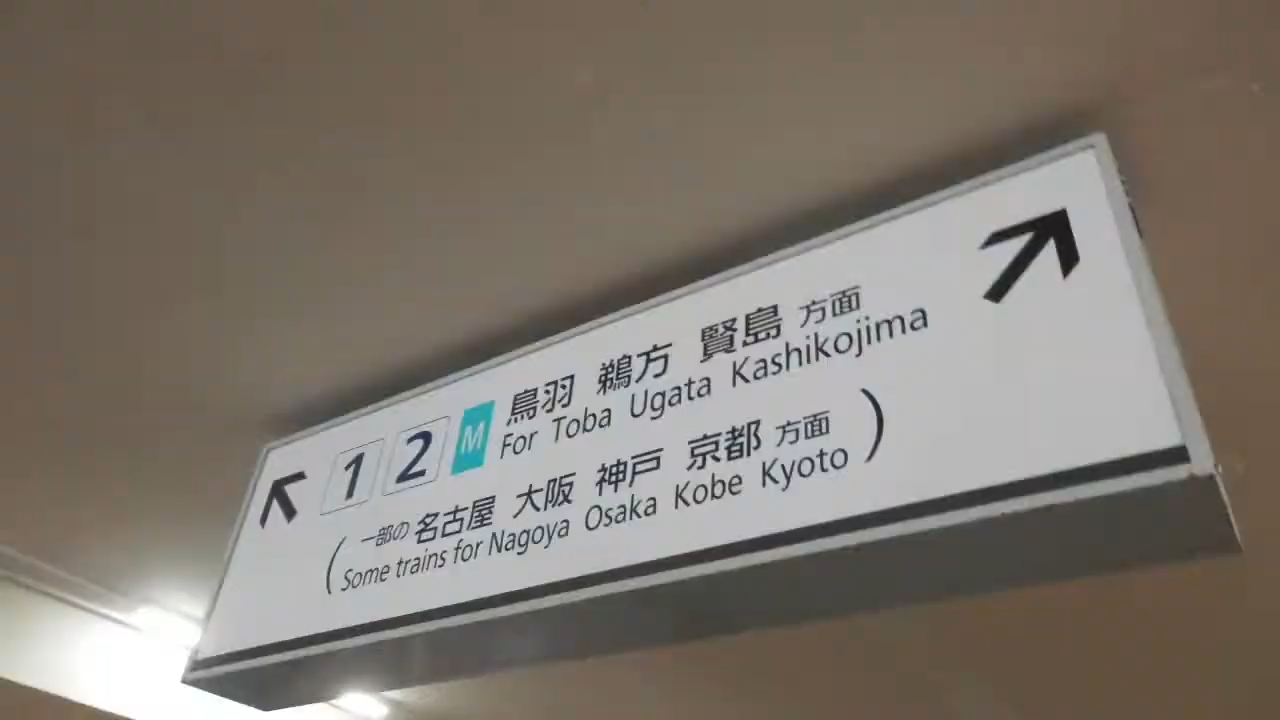 1 2 M 鳥羽 鵜方 賢島 方面
For Toba Ugata Kashikojima
(一部の 名古屋 大阪 神戸 京都 方面)
Some trains for Nagoya Osaka Kobe Kyoto